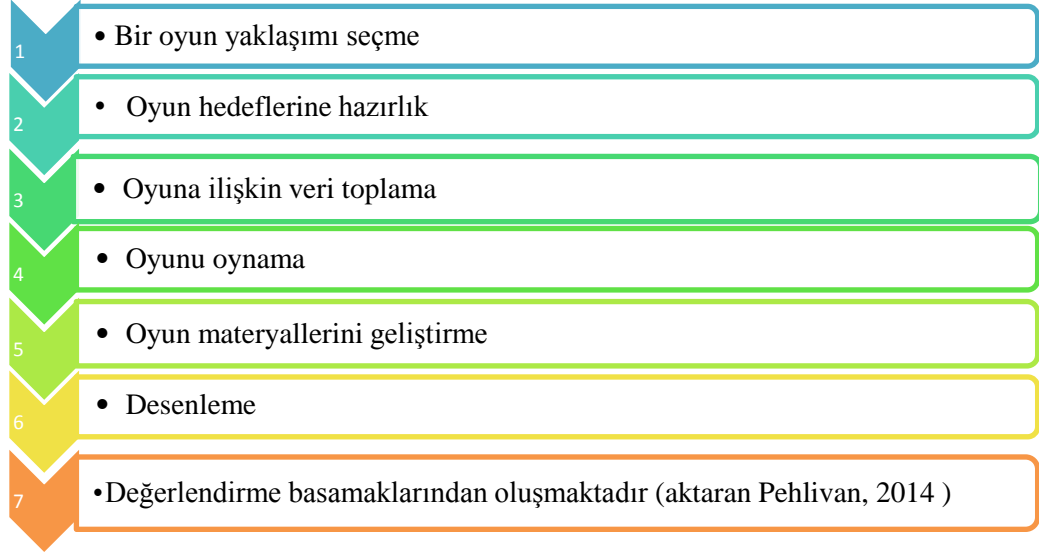 1 • Bir oyun yaklaşımı seçme
2 • Oyun hedeflerine hazırlık
3 • Oyuna ilişkin veri toplama
4 • Oyunu oynama
5 • Oyun materyallerini geliştirme
6 • Desenleme
7 •Değerlendirme basamaklarından oluşmaktadır (aktaran Pehlivan, 2014 )